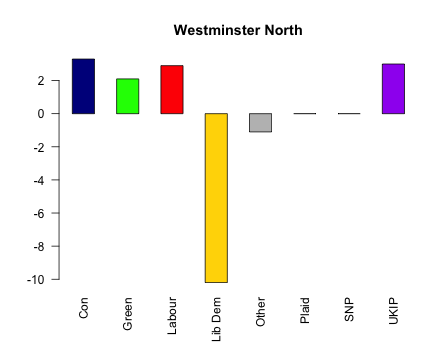 Westminster North
2
0
-2
-4
-6
-8
-10
Con
Green
Labour
Lib Dem
Other
Plaid
SNP
UKIP